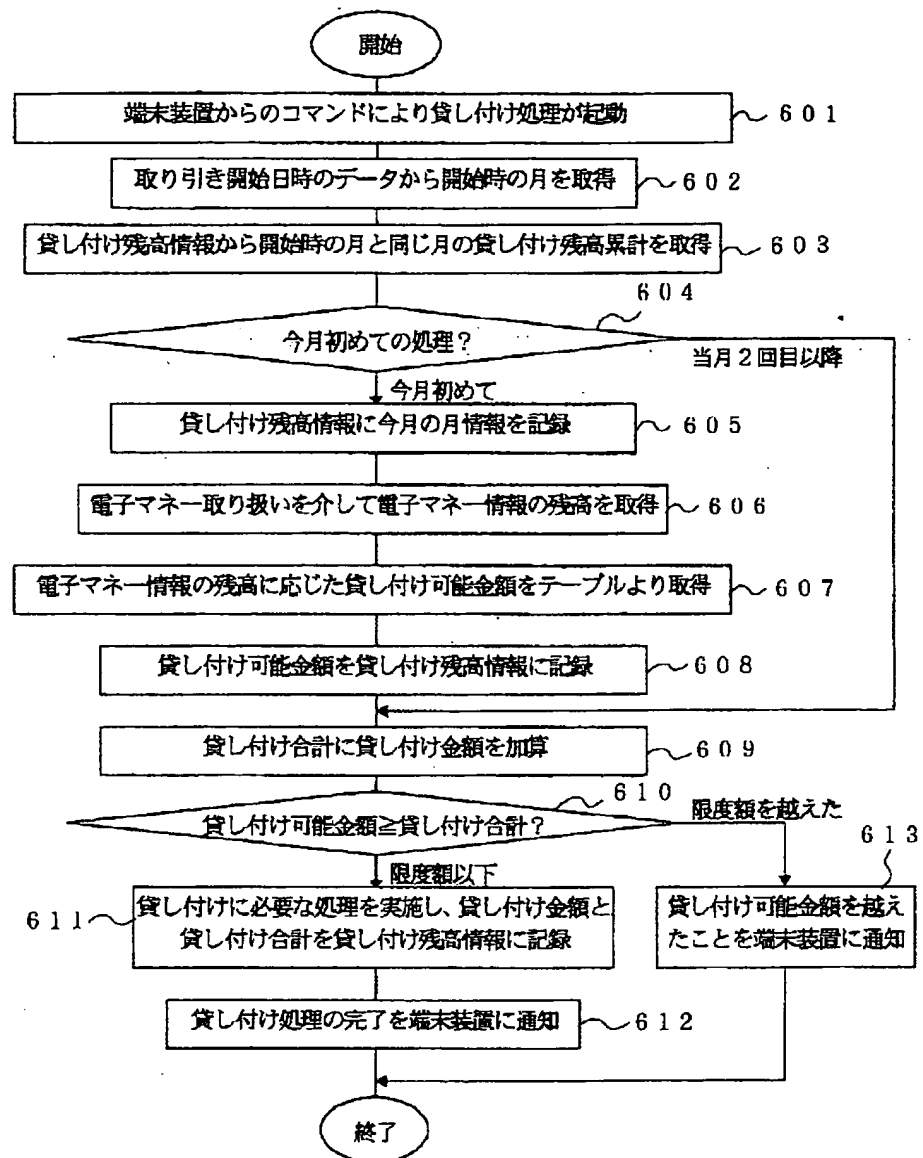 開始
端末装置からのコマンドにより貸し付け処理が起動
601
取り引き開始日時のデータから開始時の月を取得
602
貸し付け残高情報から開始時の月と同じ月の貸し付け残高累計を取得
603
604
今月初めての処理?
当月2回目以降
今月初めて
貸し付け残高情報に今月の月情報を記録
605
電子マネー取り扱いを介して電子マネー情報の残高を取得
606
電子マネー情報の残高に応じた貸し付け可能金額をテーブルより取得
607
貸し付け可能金額を貸し付け残高情報に記録
608
貸し付け合計に貸し付け金額を加算
609
610
貸し付け可能金額≧貸し付け合計?
限度額を越えた
限度額以下
613
611
貸し付けに必要な処理を実施し、貸し付け金額と
貸し付け合計を貸し付け残高情報に記録
貸し付け可能金額を越え
たことを端末装置に通知
貸し付け処理の完了を端末装置に通知
612
終了